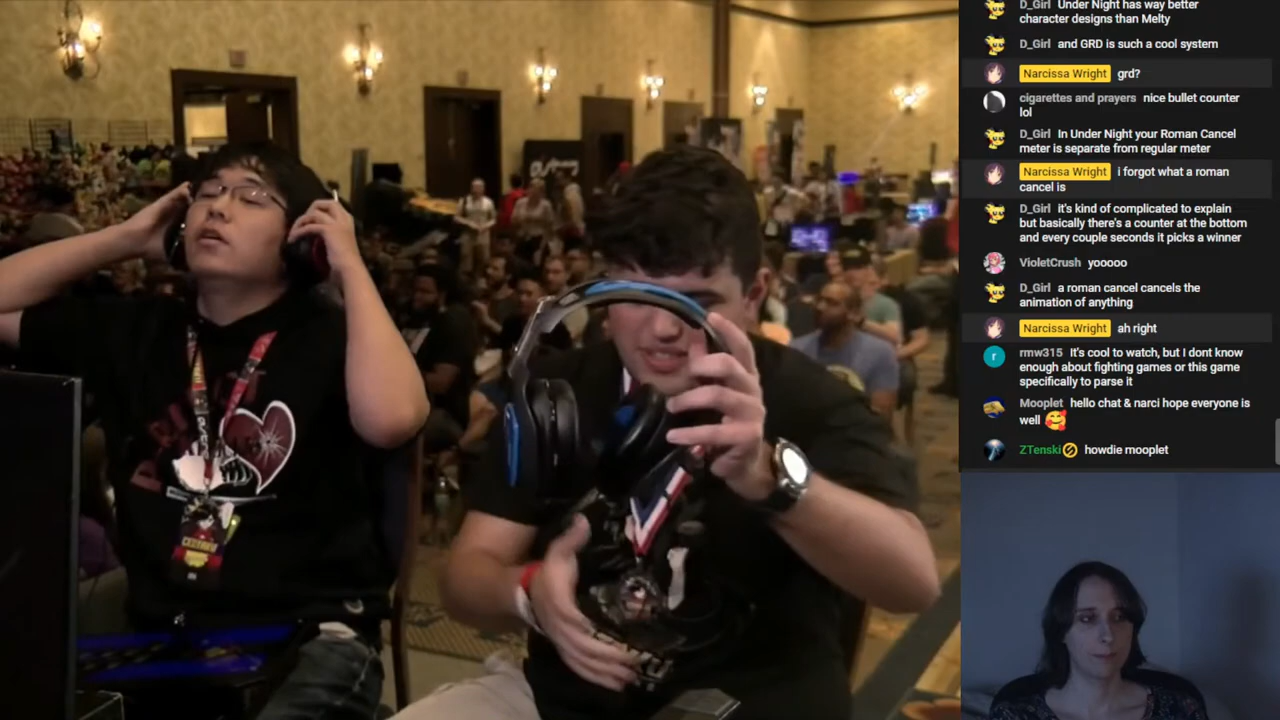 D_Girl Under Night has way better
character designs than Melty
D_Girl and GRD is such a cool system
Narcissa Wright grd?
cigarettes and prayers nice bullet counter
lol
D_Girl In Under Night your Roman Cancel
meter is separate from regular meter
Narcissa Wright i forgot what a roman
cancel is
D_Girl it's kind of complicated to explain
but basically there's a counter at the bottom
and every couple seconds it picks a winner
VioletCrush yooooo
D_Girl a roman cancel cancels the
animation of anything
Narcissa Wright ah right
rmw315 It's cool to watch, but I dont know
enough about fighting games or this game
specifically to parse it
Mooplet hello chat & narci hope everyone is
well
ZTenski howdie mooplet